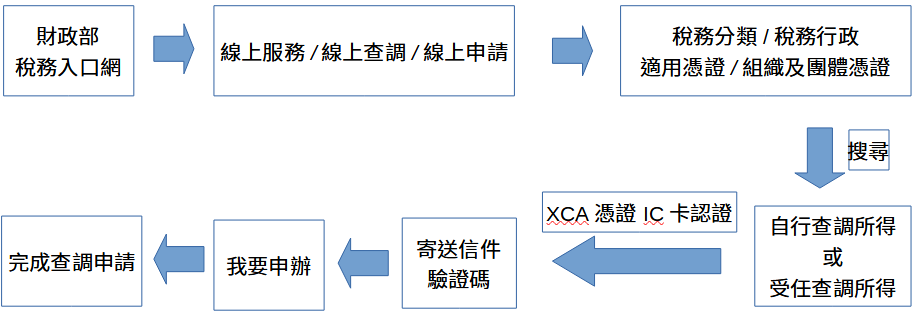 財政部
稅務入口網
線上服務 / 線上查調 / 線上申請
稅務分類 / 稅務行政
適用憑證 / 組織及團體憑證
搜尋
自行查調所得
或
受任查調所得
XCA 憑證 IC 卡認證
寄送信件
驗證碼
我要申辦
完成查調申請